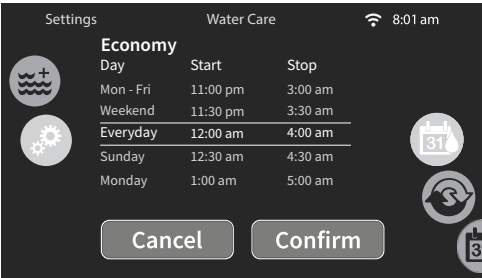 Settings Water Care 8:01 am
Economy
Day Start Stop
Mon - Fri 11:00 pm 3:00 am
Weekend 11:30 pm 3:30 am
Everyday 12:00 am 4:00 am
Sunday 12:30 am 4:30 am
Monday 1:00 am 5:00 am
31
3
Cancel Confirm